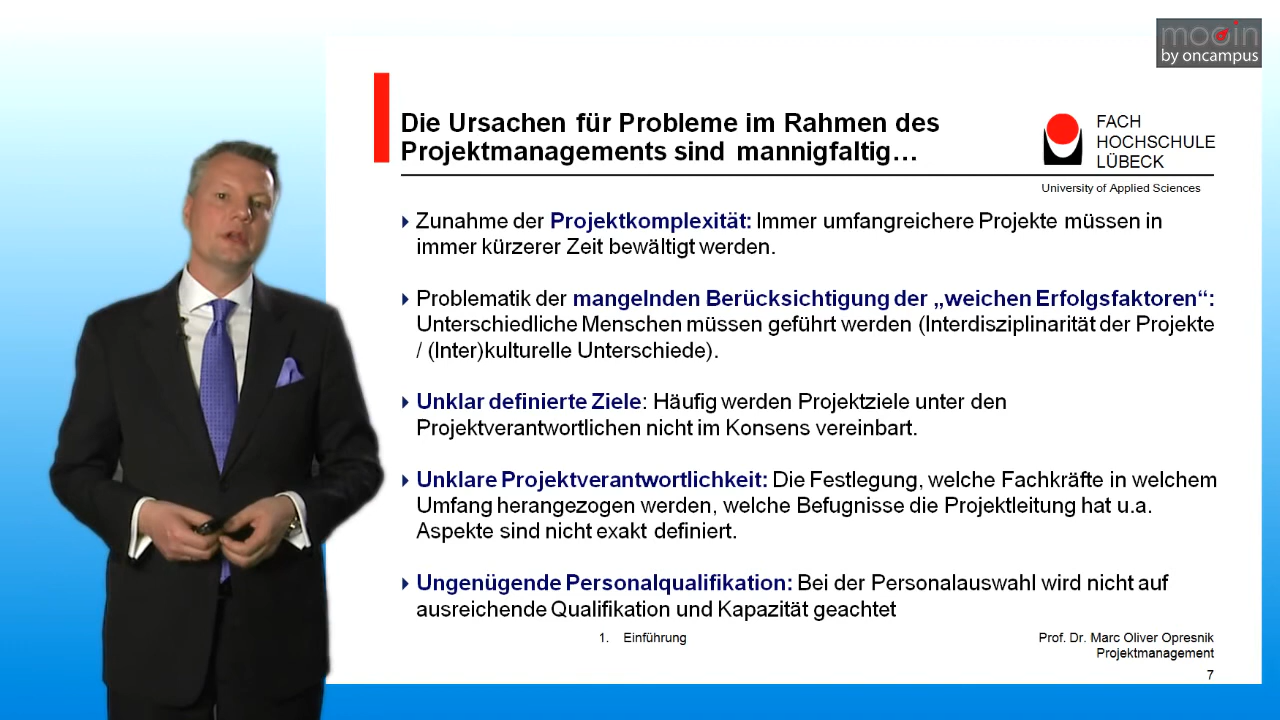 mooin
by oncampus
Die Ursachen für Probleme im Rahmen des
Projektmanagements sind mannigfaltig…
FACH
HOCHSCHULE
LÜBECK
University of Applied Sciences
Zunahme der Projektkomplexität: Immer umfangreichere Projekte müssen in
immer kürzerer Zeit bewältigt werden.
Problematik der mangelnden Berücksichtigung der „weichen Erfolgsfaktoren“:
Unterschiedliche Menschen müssen geführt werden (Interdisziplinarität der Projekte
/ (Inter)kulturelle Unterschiede).
Unklar definierte Ziele: Häufig werden Projektziele unter den
Projektverantwortlichen nicht im Konsens vereinbart.
Unklare Projektverantwortlichkeit: Die Festlegung, welche Fachkräfte in welchem
Umfang herangezogen werden, welche Befugnisse die Projektleitung hat u.a.
Aspekte sind nicht exakt definiert.
Ungenügende Personalqualifikation: Bei der Personalauswahl wird nicht auf
ausreichende Qualifikation und Kapazität geachtet
1. Einführung
Prof. Dr. Marc Oliver Opresnik
Projektmanagement
7